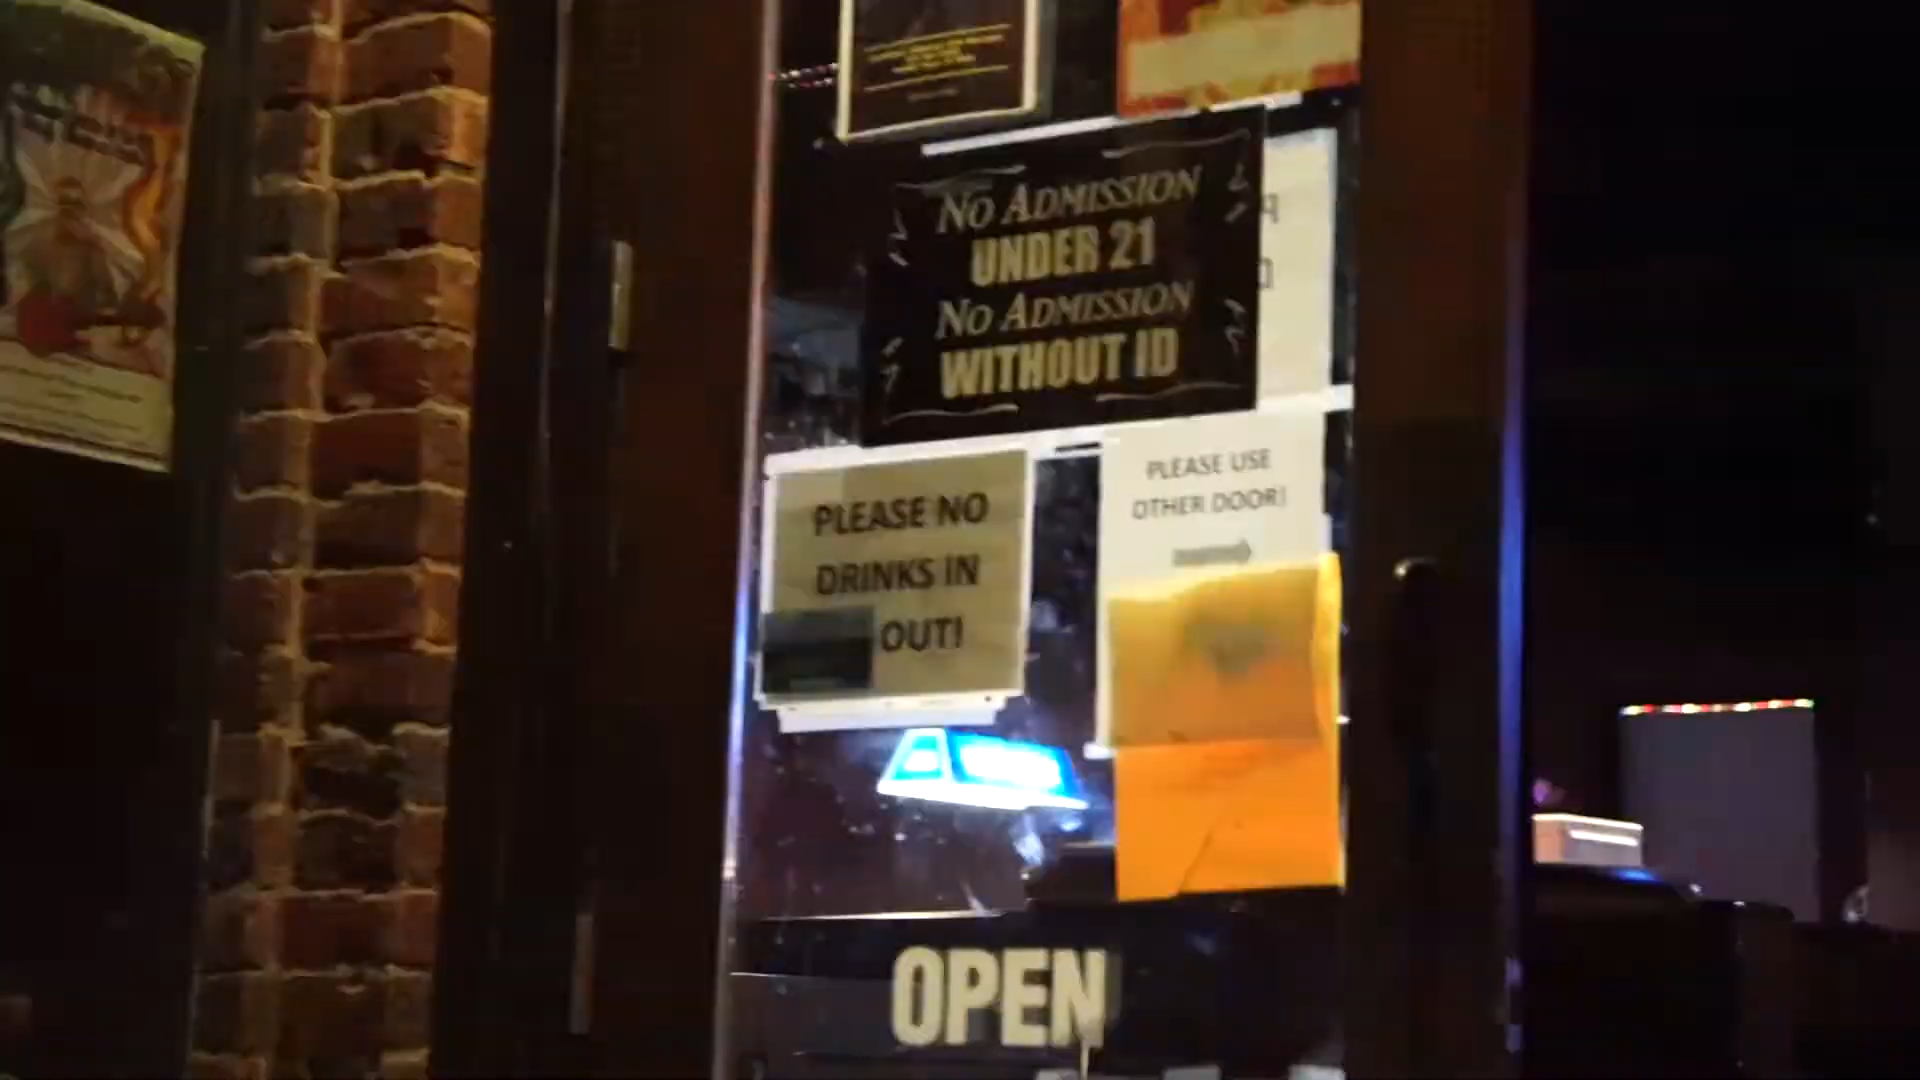 NO ADMISSION
UNDER 21
NO ADMISSION
WITHOUT ID
PLEASE NO
DRINKS IN
OUT!
PLEASE USE
OTHER DOOR!
OPEN